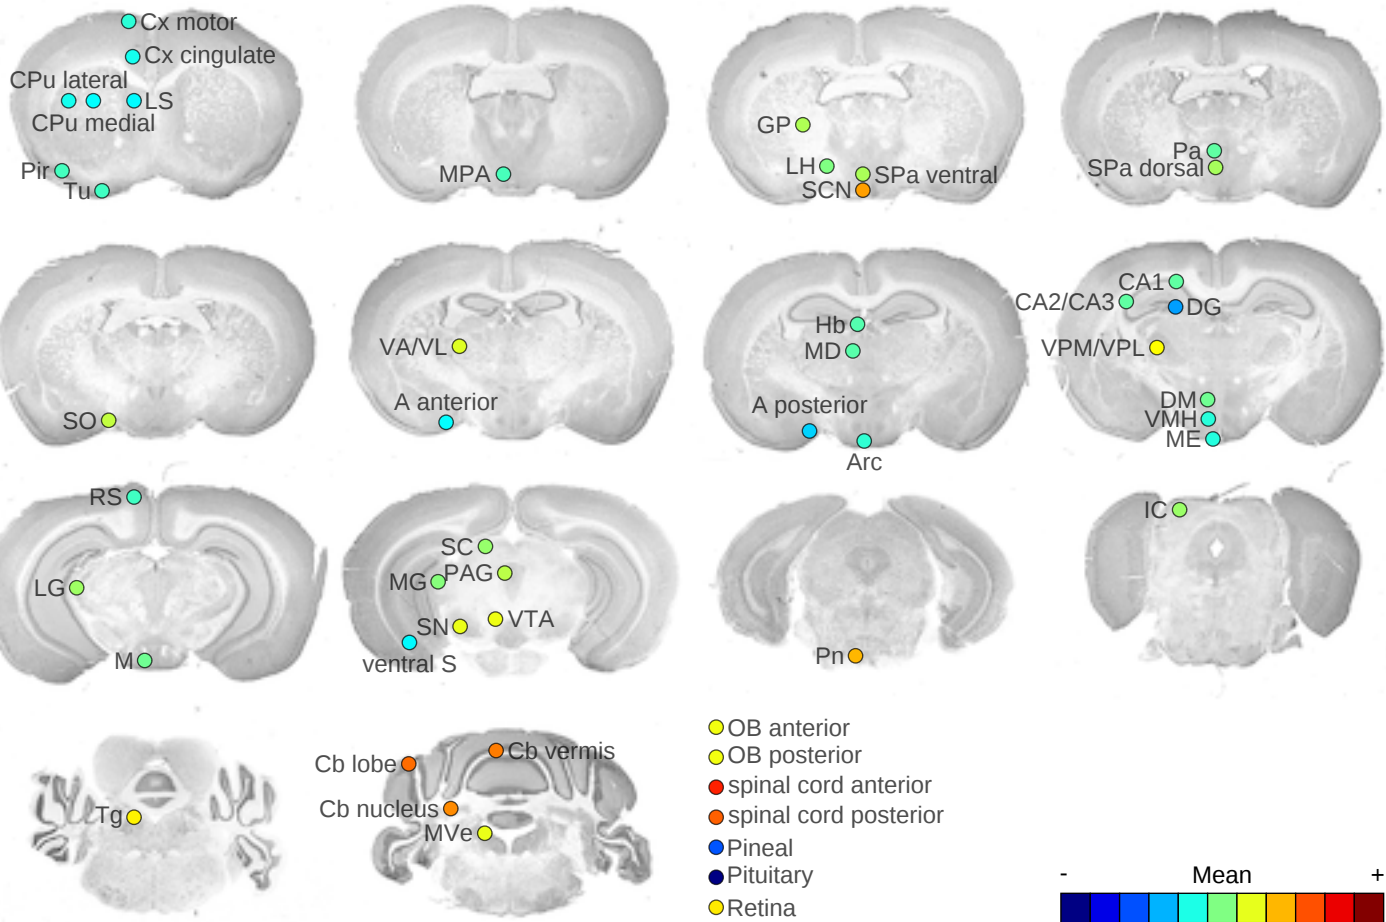 Cx motor
Cx cingulate
CPu lateral
LS
CPu medial
Pir
Tu
MPA
GP
LH
SPa ventral
SCN
Pa
SPa dorsal
SO
VA/VL
A anterior
Hb
MD
A posterior
Arc
CA1
CA2/CA3
DG
VPM/VPL
DM
VMH
ME
RS
LG
M
SC
MG
PAG
SN
VTA
ventral S
Pn
IC
Tg
Cb lobe
Cb vermis
Cb nucleus
MVe
OB anterior
OB posterior
spinal cord anterior
spinal cord posterior
Pineal
Pituitary
Retina
- Mean +